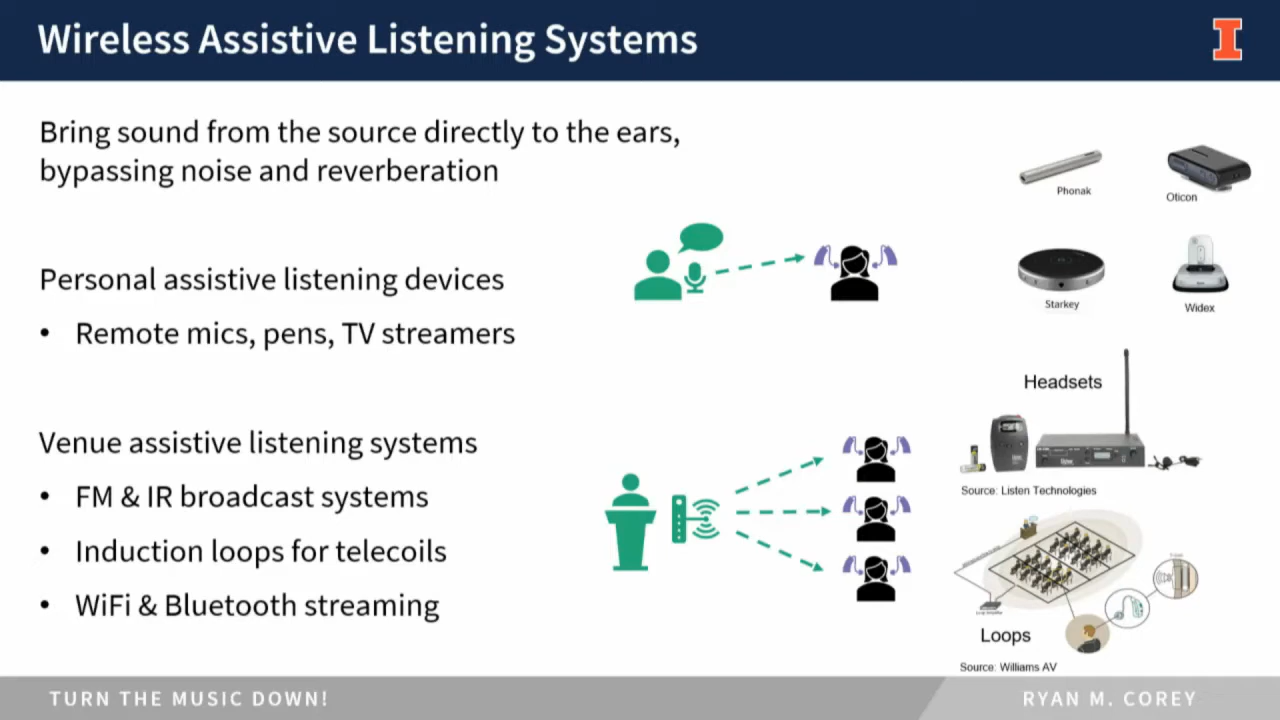 Wireless Assistive Listening Systems
Bring sound from the source directly to the ears,
bypassing noise and reverberation
Phonak
Oticon
Personal assistive listening devices
• Remote mics, pens, TV streamers
Starkey
Widex
Headsets
Venue assistive listening systems
• FM & IR broadcast systems
• Induction loops for telecoils
• WiFi & Bluetooth streaming
Source: Listen Technologies
Loops
Source: Williams AV
TURN THE MUSIC DOWN!
RYAN M. COREY